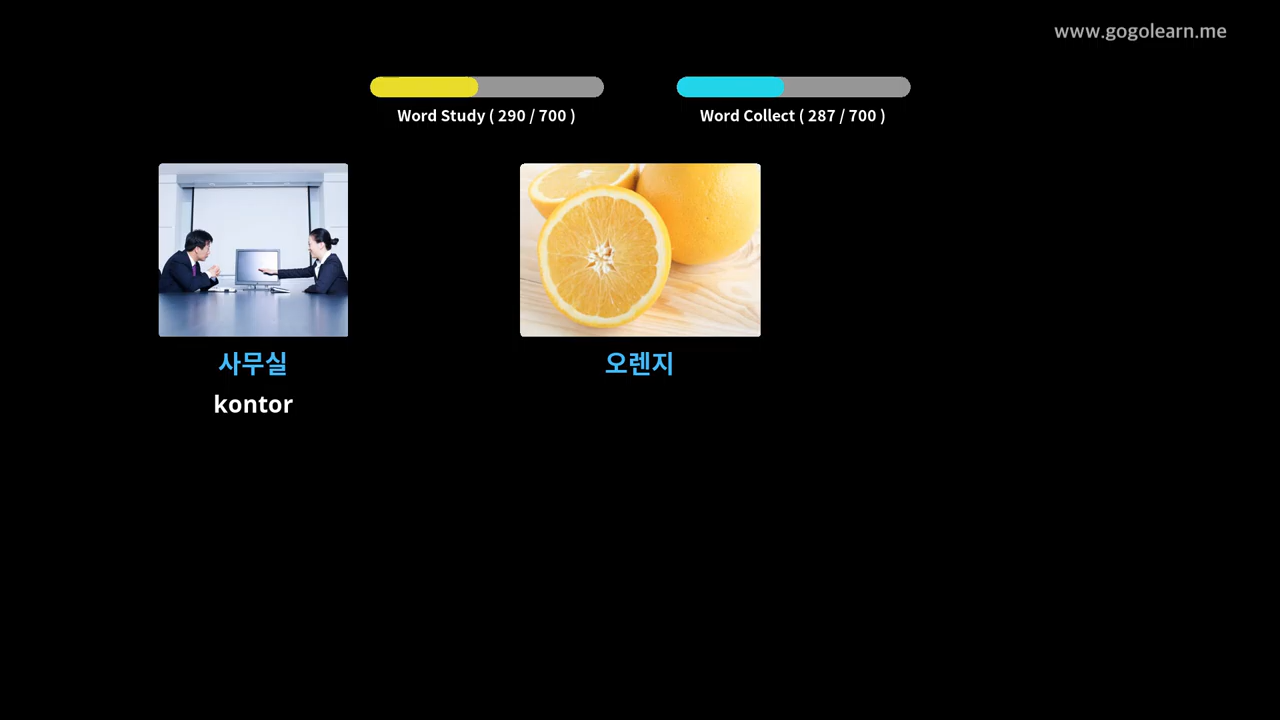 www.gogolearn.me
Word Study ( 290 / 700 )
Word Collect ( 287 / 700 )
사무실
오렌지
kontor